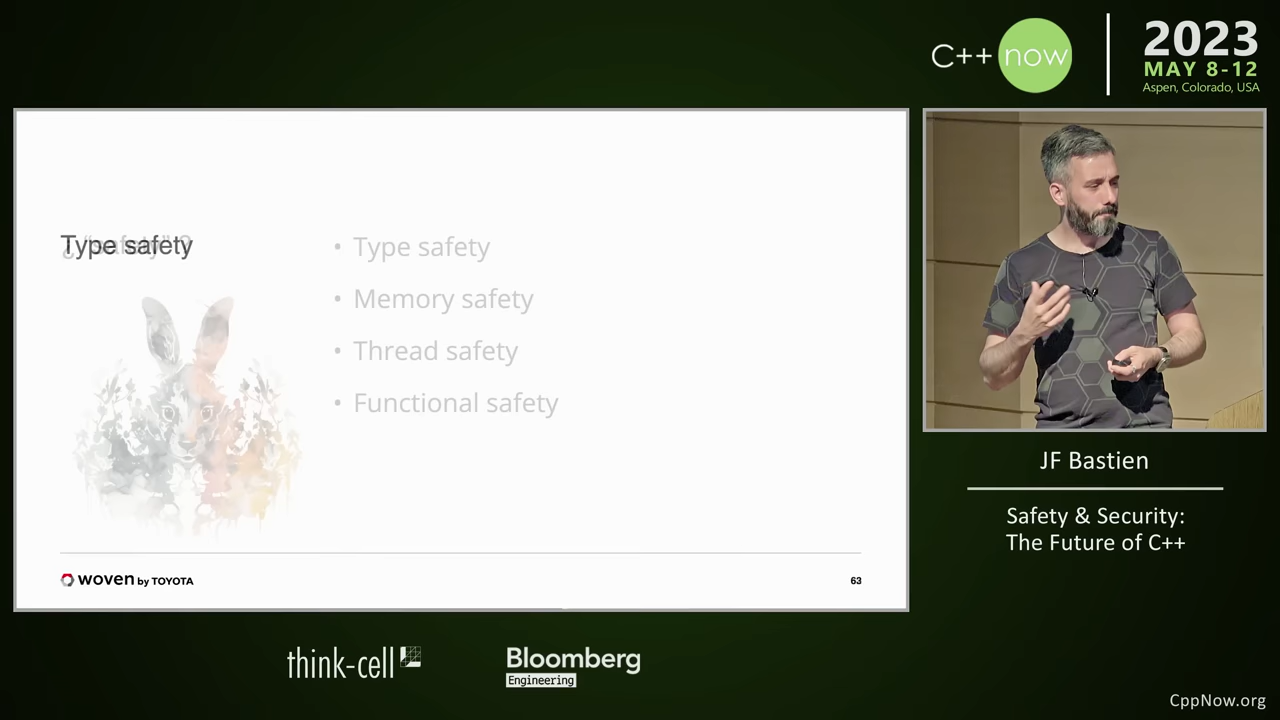 C++ now
2023
MAY 8-12
Aspen, Colorado, USA
Type safety
¿ "safety" ?
• Type safety
• Memory safety
• Thread safety
• Functional safety
woven by TOYOTA
63
JF Bastien
Safety & Security:
The Future of C++
think-cell
Bloomberg
Engineering
CppNow.org